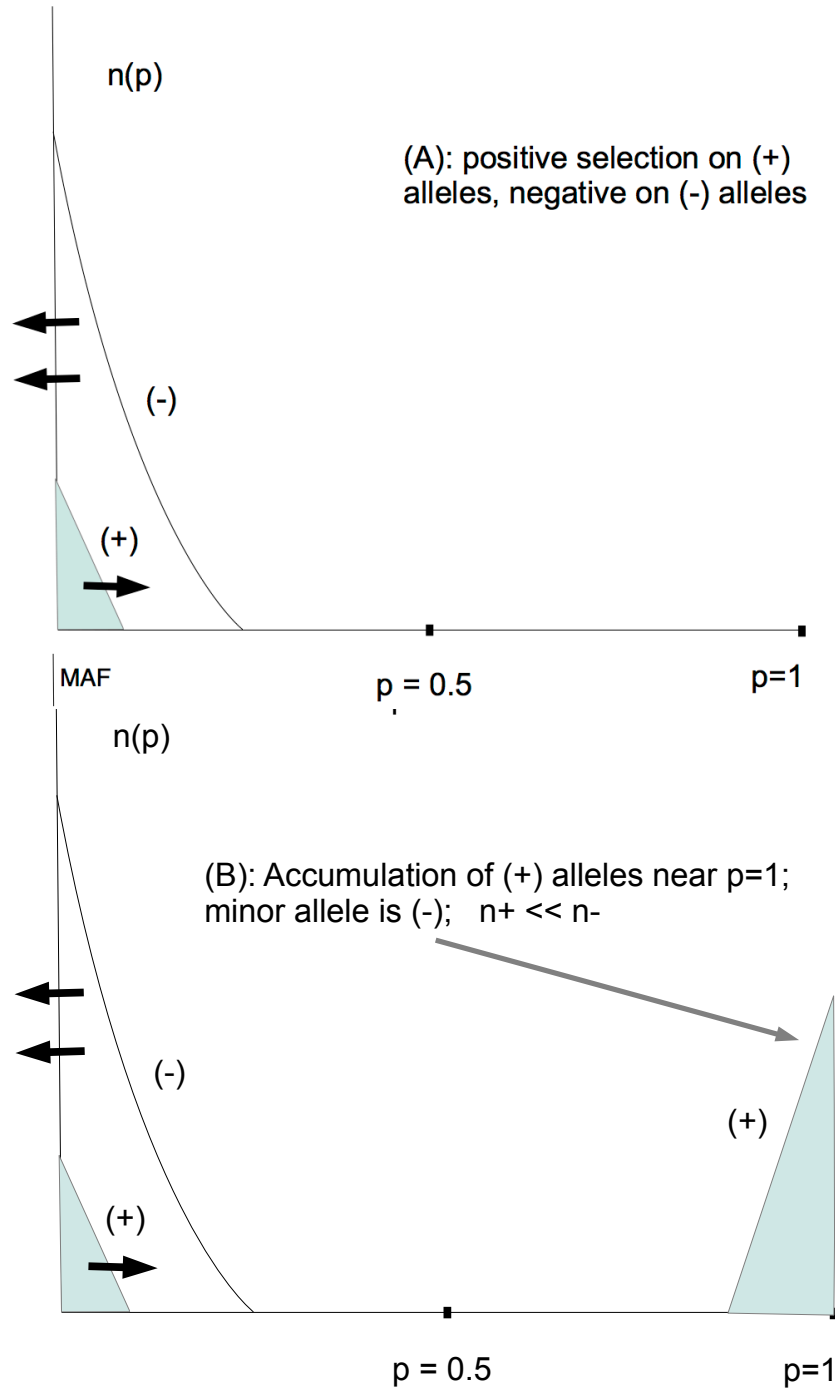 n(p)
(A): positive selection on (+)
alleles, negative on (-) alleles
(-)
(+)
MAF
p = 0.5
p=1
n(p)
(B): Accumulation of (+) alleles near p=1;
minor allele is (-); n+ << n-
(-)
(+)
(+)
p = 0.5
p=1